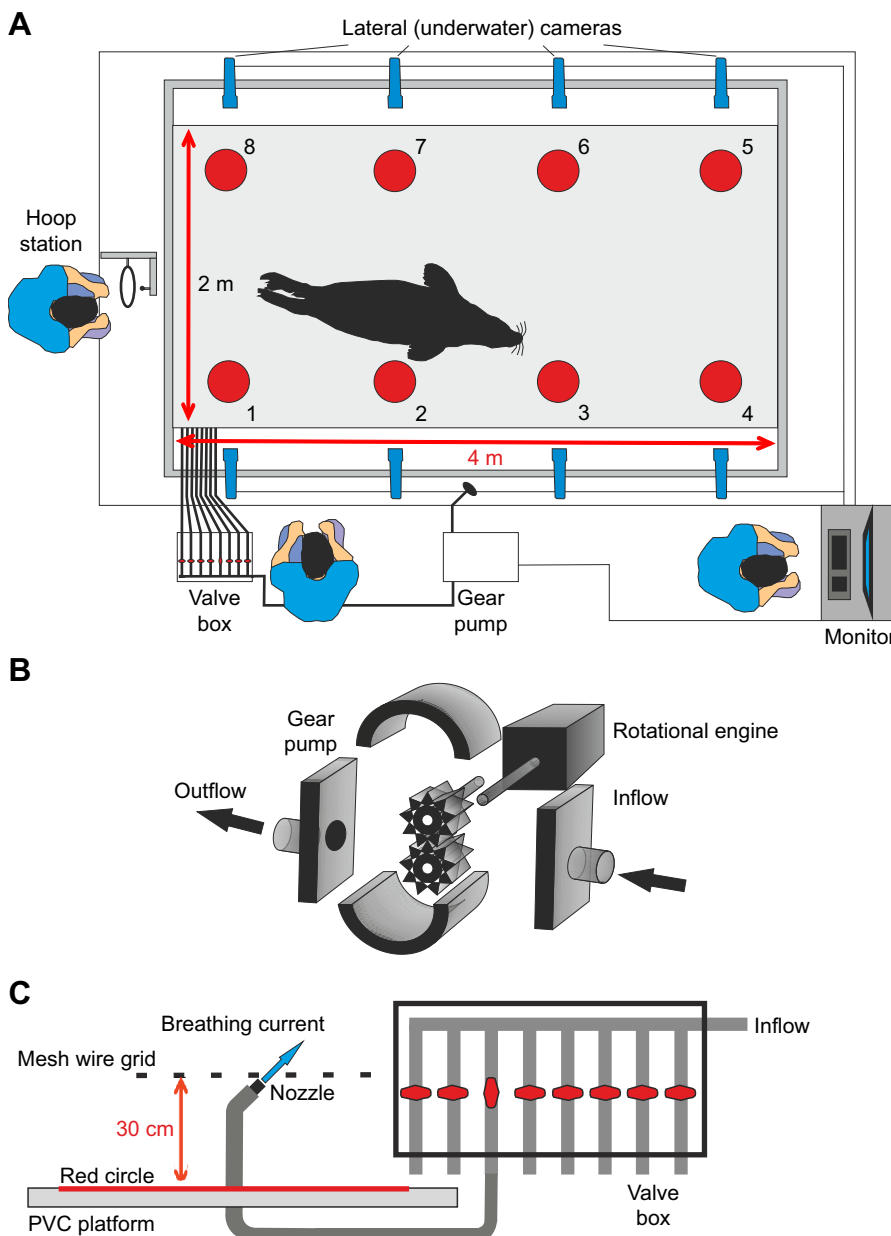 A
Lateral (underwater) cameras
8
7
6
5
Hoop
station
2 m
1
2
3
4
4 m
Valve
box
Gear
pump
Monitor
B
Gear
pump
Rotational engine
Outflow
Inflow
C
Breathing current
Inflow
Mesh wire grid
Nozzle
30 cm
Red circle
Valve
box
PVC platform